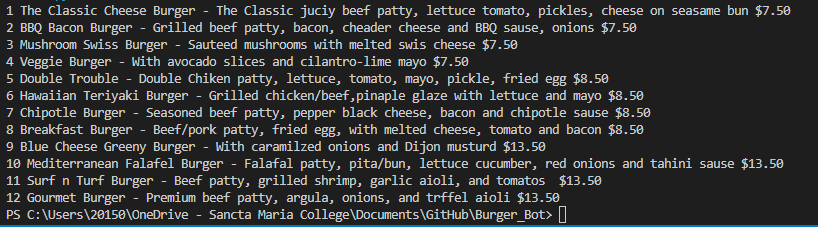 1 The Classic Cheese Burger - The Classic juciy beef patty, lettuce tomato, pickles, cheese on seasame bun $7.50
2 BBQ Bacon Burger - Grilled beef patty, bacon, cheader cheese and BBQ sause, onions $7.50
3 Mushroom Swiss Burger - Sauteed mushrooms with melted swis cheese $7.50
4 Veggie Burger - With avocado slices and cilantro-lime mayo $7.50
5 Double Trouble - Double Chiken patty, lettuce, tomato, mayo, pickle, fried egg $8.50
6 Hawaiian Teriyaki Burger - Grilled chicken/beef,pinaple glaze with lettuce and mayo $8.50
7 Chipotle Burger - Seasoned beef patty, pepper black cheese, bacon and chipotle sause $8.50
8 Breakfast Burger - Beef/pork patty, fried egg, with melted cheese, tomato and bacon $8.50
9 Blue Cheese Greeny Burger - With caramilzed onions and Dijon musturd $13.50
10 Mediterranean Falafel Burger - Falafal patty, pita/bun, lettuce cucumber, red onions and tahini sause $13.50
11 Surf n Turf Burger - Beef patty, grilled shrimp, garlic aioli, and tomatos  $13.50
12 Gourmet Burger - Premium beef patty, argula, onions, and trffel aioli $13.50
PS C:\Users\20150\OneDrive - Sancta Maria College\Documents\GitHub\Burger_Bot>